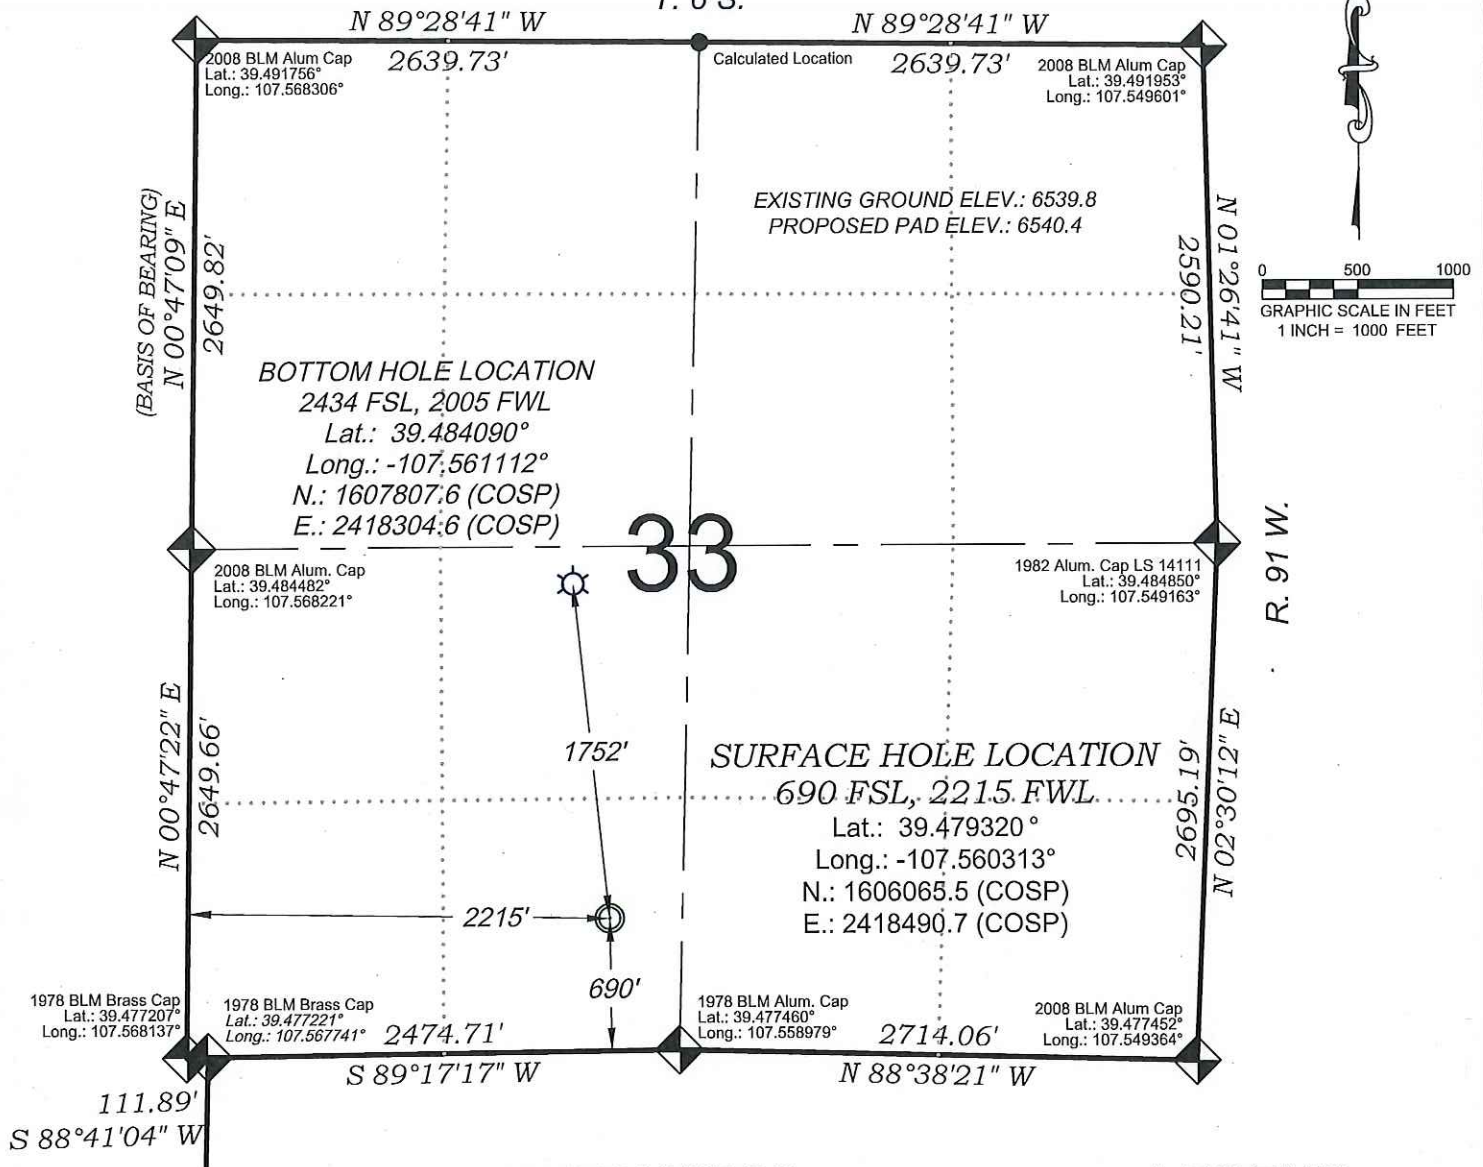 N 89°28'41" W
N 89°28'41" W
2639.73'
2639.73'
2008 BLM Alum Cap
Lat.: 39.491756°
Long.: 107.568306°
Calculated Location
2008 BLM Alum Cap
Lat.: 39.491953°
Long.: 107.549601°
EXISTING GROUND ELEV.: 6539.8
PROPOSED PAD ELEV.: 6540.4
(BASIS OF BEARING)
N 00°47'09" E
2649.82'
2590.21'
N 01°26'41" W
0 500 1000
GRAPHIC SCALE IN FEET
1 INCH = 1000 FEET
BOTTOM HOLE LOCATION
2434 FSL, 2005 FWL
Lat.: 39.484090°
Long.: -107.561112°
N.: 1607807.6 (COSP)
E.: 2418304.6 (COSP)
33
R. 91 W.
2008 BLM Alum. Cap
Lat.: 39.484482°
Long.: 107.568221°
1982 Alum. Cap LS 14111
Lat.: 39.484850°
Long.: 107.549163°
N 00°47'22" E
2649.66'
1752'
SURFACE HOLE LOCATION
690 FSL, 2215 FWL
Lat.: 39.479320°
Long.: -107.560313°
N.: 1606065.5 (COSP)
E.: 2418490.7 (COSP)
2695.19'
N 02°30'12" E
2215'
690'
1978 BLM Brass Cap
Lat.: 39.477207°
Long.: 107.568137°
1978 BLM Brass Cap
Lat.: 39.477221°
Long.: 107.567741°
2474.71'
1978 BLM Alum. Cap
Lat.: 39.477460°
Long.: 107.558979°
2714.06'
2008 BLM Alum Cap
Lat.: 39.477452°
Long.: 107.549364°
S 89°17'17" W
N 88°38'21" W
111.89'
S 88°41'04" W